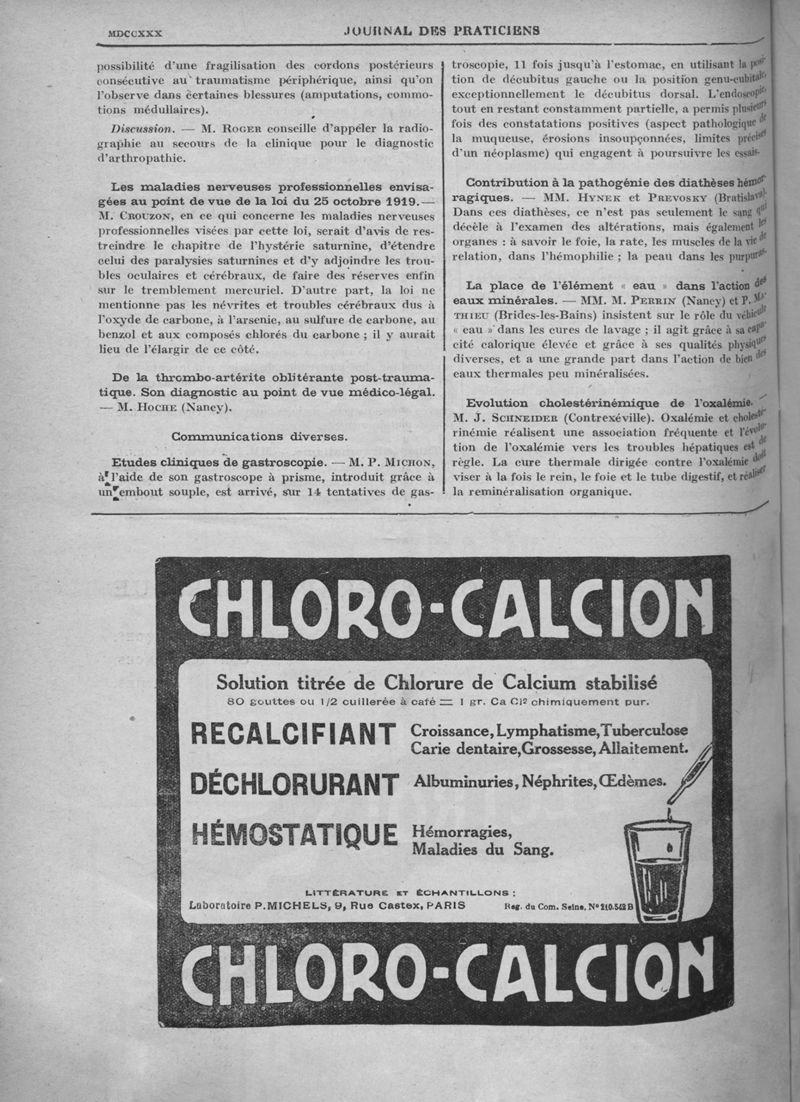 MDCCXXX
JOURNAL DES PRATICIENS
possibilité d'une fragilisation des cordons postérieurs
consécutive au traumatisme périphérique, ainsi qu'on
l'observe dans certaines blessures (amputations, commo-
tions médullaires).
Discussion. — M. ROGER conseille d'appéler la radio-
graphie au secours de la clinique pour le diagnostic
d'arthropathie.
Les maladies nerveuses professionnelles envisa-
gées au point de vue de la loi du 25 octobre 1919. —
M. CROUZON, en ce qui concerne les maladies nerveuses
professionnelles visées par cette loi, serait d'avis de res-
treindre le chapitre de l'hystérie saturnine, d'étendre
celui des paralysies saturnines et d'y adjoindre les trou-
bles oculaires et cérébraux, de faire des réserves enfin
sur le tremblement mercuriel. D'autre part, la loi ne
mentionne pas les névrites et troubles cérébraux dus à
l'oxyde de carbone, à l'arsenic, au sulfure de carbone, au
benzol et aux composés chlorés du carbone ; il y aurait
lieu de l'élargir de ce côté.
De la thrombo-artérite oblitérante post-trauma-
tique. Son diagnostic au point de vue médico-légal.
— M. HOCHE (Nancy).
Communications diverses.
Etudes cliniques de gastroscopie. — M. P. MICHON,
à l'aide de son gastroscope à prisme, introduit grâce à
un embout souple, est arrivé, sur 14 tentatives de gas-
troscopie, 11 fois jusqu'à l'estomac, en utilisant la posi-
tion de décubitus gauche ou la position genu-cubitale,
exceptionnellement le décubitus dorsal. L'endoscopie,
tout en restant constamment partielle, a permis plusieurs
fois des constatations positives (aspect pathologique de
la muqueuse, érosions insoupçonnées, limites précises
d'un néoplasme) qui engagent à poursuivre les essais.
Contribution à la pathogénie des diathèses hémor-
ragiques. — MM. HYNEK et PREVOSKY (Bratislava).
Dans ces diathèses, ce n'est pas seulement le sang qui
décèle à l'examen des altérations, mais également les
organes : à savoir le foie, la rate, les muscles de la vie de
relation, dans l'hémophilie ; la peau dans les purpuras.
La place de l'élément « eau » dans l'action des
eaux minérales. — MM. M. PERRIN (Nancy) et P. MA-
THIEU (Brides-les-Bains) insistent sur le rôle du véhicule
« eau » dans les cures de lavage ; il agit grâce à sa capa-
cité calorique élevée et grâce à ses qualités physiques
diverses, et a une grande part dans l'action de bien des
eaux thermales peu minéralisées.
Evolution cholestérinémique de l'oxalémie. —
M. J. SCHNEIDER (Contrexéville). Oxalémie et cholesté-
rinémie réalisent une association fréquente et l'évolu-
tion de l'oxalémie vers les troubles hépatiques est de
règle. La cure thermale dirigée contre l'oxalémie doit
viser à la fois le rein, le foie et le tube digestif, et réaliser
la reminéralisation organique.
CHLORO-CALCION
Solution titrée de Chlorure de Calcium stabilisé
80 gouttes ou 1/2 cuillerée à café = 1 gr. Ca Cl² chimiquement pur.
RECALCIFIANT
Croissance, Lymphatisme, Tuberculose
Carie dentaire, Grossesse, Allaitement.
DÉCHLORURANT
Albuminuries, Néphrites, Œdèmes.
HÉMOSTATIQUE
Hémorragies,
Maladies du Sang.
LITTÉRATURE ET ÉCHANTILLONS :
Laboratoire P. MICHELS, 9, Rue Castex, PARIS
Reg. du Com. Seine, N° 210.542 B
CHLORO-CALCION